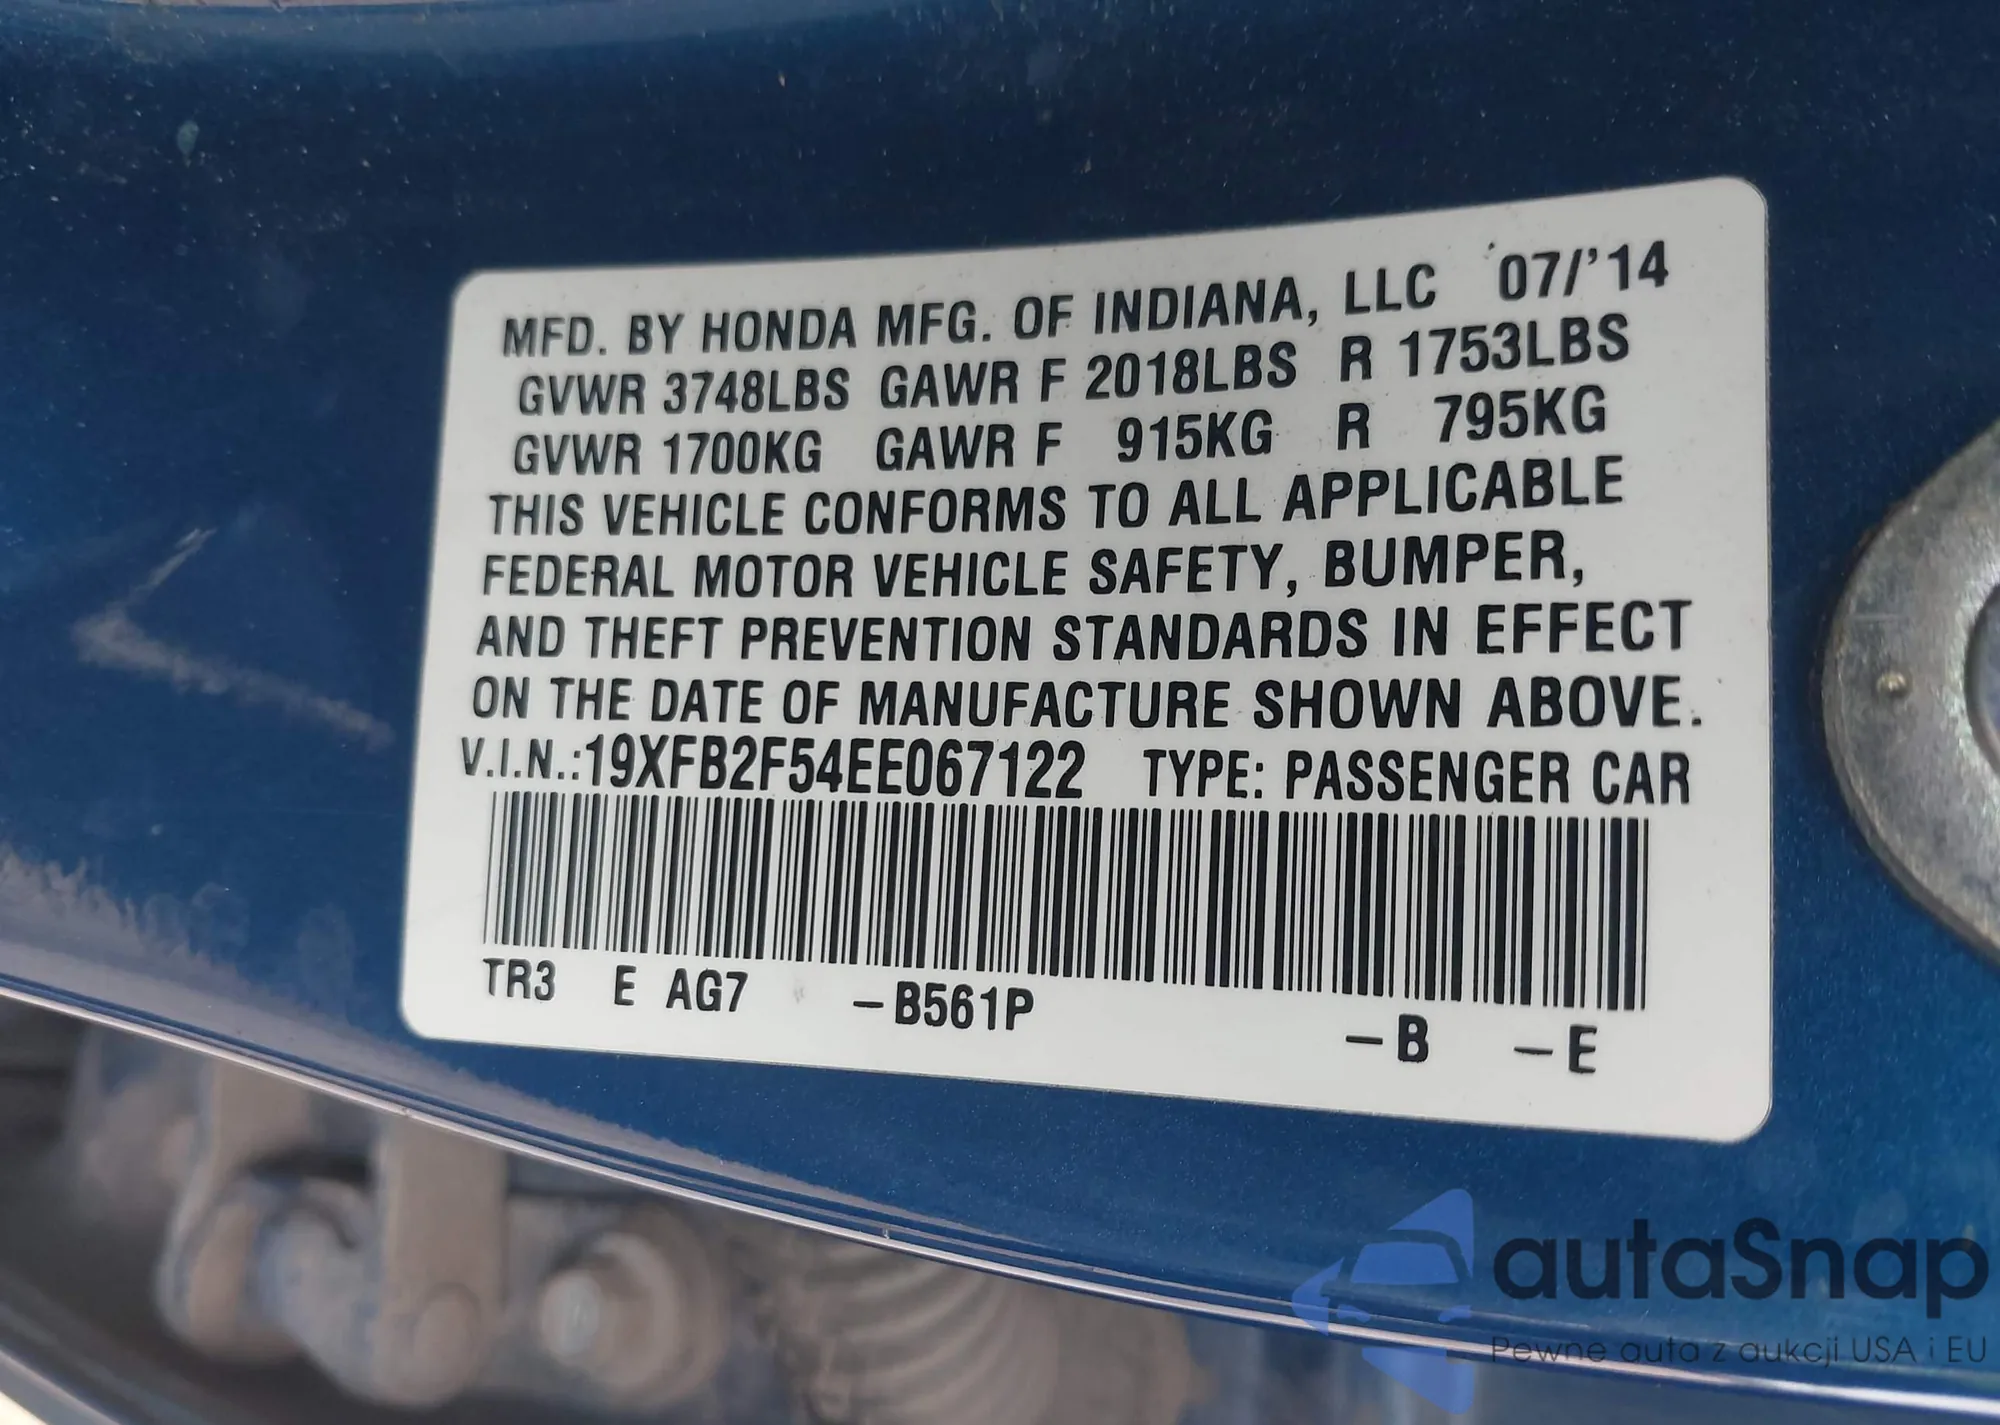 MFD. BY HONDA MFG. OF INDIANA, LLC 07/'14
GVWR 3748LBS GAWR F 2018LBS R 1753LBS
GVWR 1700KG GAWR F 915KG R 795KG
THIS VEHICLE CONFORMS TO ALL APPLICABLE
FEDERAL MOTOR VEHICLE SAFETY, BUMPER,
AND THEFT PREVENTION STANDARDS IN EFFECT
ON THE DATE OF MANUFACTURE SHOWN ABOVE.
V.I.N.:19XFB2F54EE067122 TYPE: PASSENGER CAR
TR3 E AG7 –B561P –B –E
autaSnap
Pewne auta z aukcji USA i EU